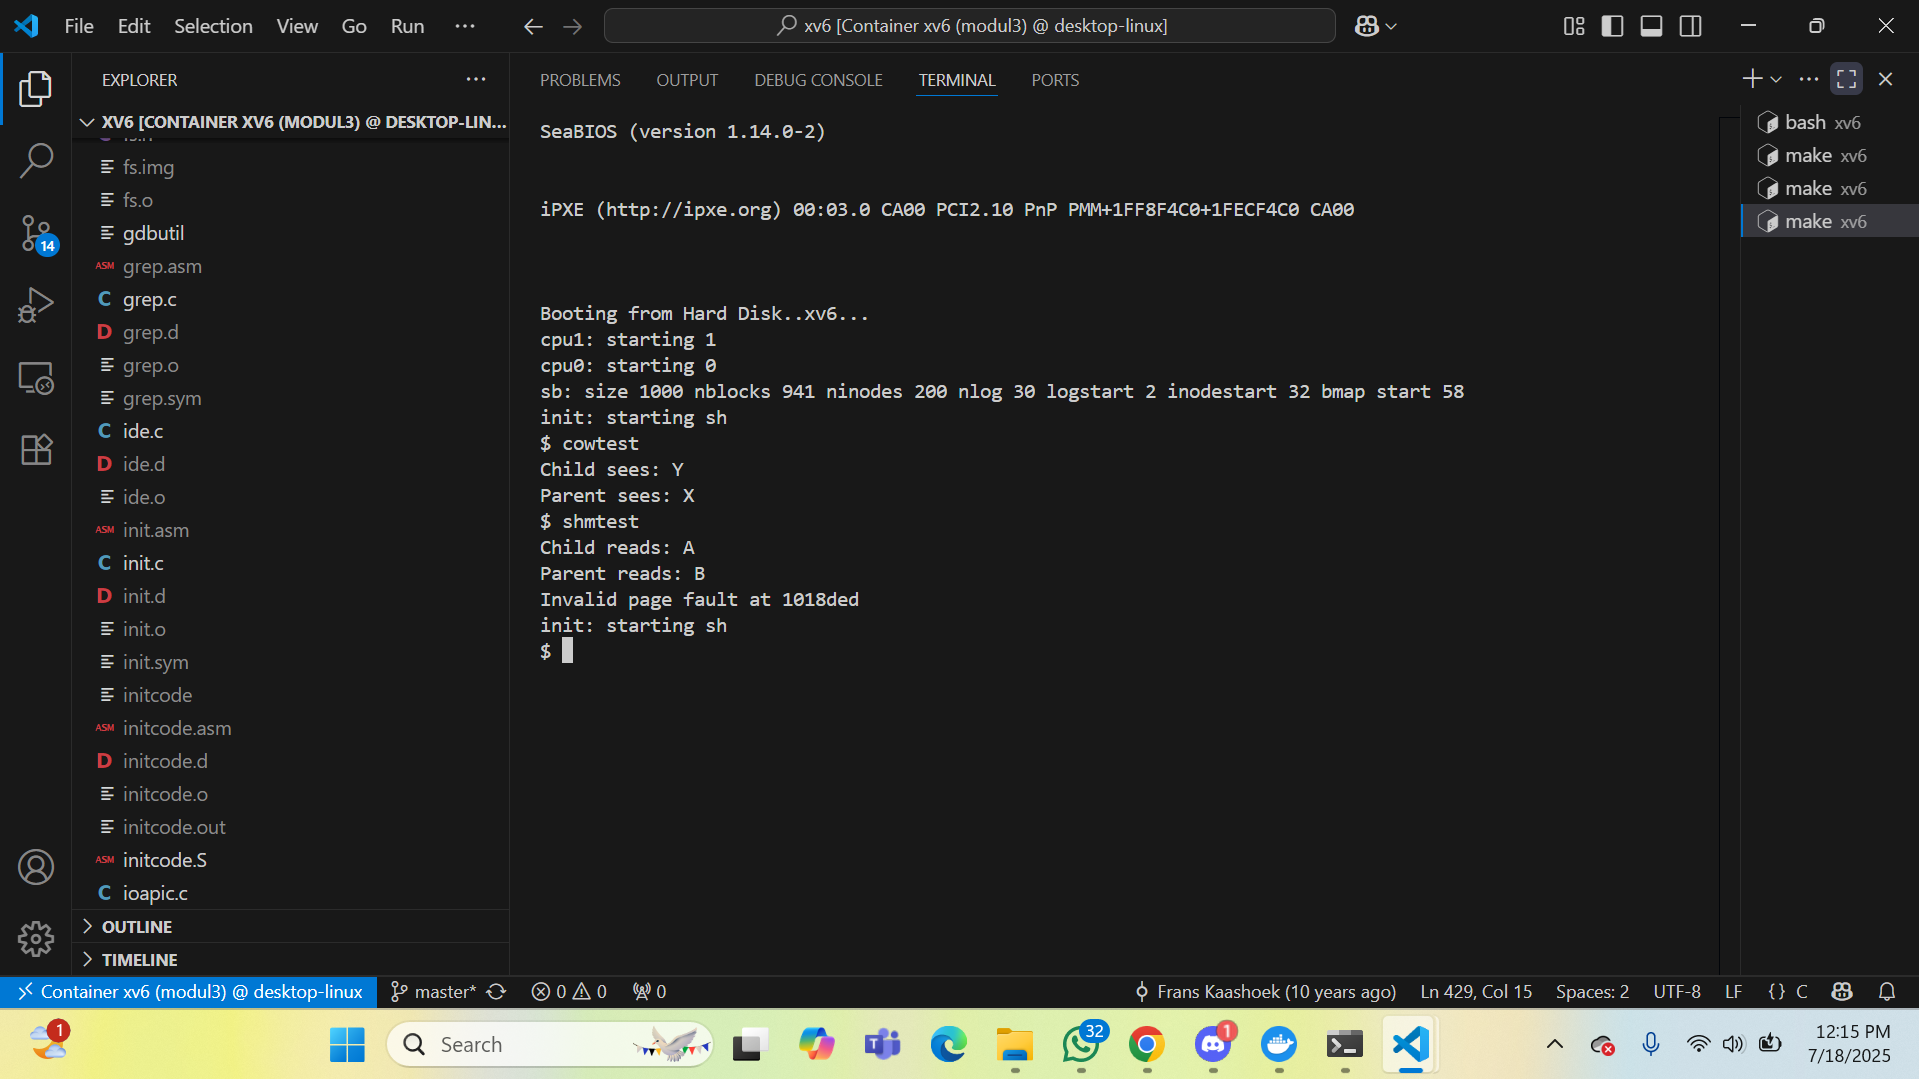 File Edit Selection View Go Run ···
xv6 [Container xv6 (modul3) @ desktop-linux]
EXPLORER
XV6 [CONTAINER XV6 (MODUL3) @ DESKTOP-LIN...
fs.img
fs.o
gdbutil
ASM grep.asm
C grep.c
D grep.d
grep.o
grep.sym
C ide.c
D ide.d
ide.o
ASM init.asm
C init.c
D init.d
init.o
init.sym
initcode
ASM initcode.asm
D initcode.d
initcode.o
initcode.out
ASM initcode.S
C ioapic.c
OUTLINE
TIMELINE
14
PROBLEMS OUTPUT DEBUG CONSOLE TERMINAL PORTS
SeaBIOS (version 1.14.0-2)
iPXE (http://ipxe.org) 00:03.0 CA00 PCI2.10 PnP PMM+1FF8F4C0+1FECF4C0 CA00
Booting from Hard Disk..xv6...
cpu1: starting 1
cpu0: starting 0
sb: size 1000 nblocks 941 ninodes 200 nlog 30 logstart 2 inodestart 32 bmap start 58
init: starting sh
$ cowtest
Child sees: Y
Parent sees: X
$ shmtest
Child reads: A
Parent reads: B
Invalid page fault at 1018ded
init: starting sh
$
bash xv6
make xv6
make xv6
make xv6
Container xv6 (modul3) @ desktop-linux master* 0 0 0 Frans Kaashoek (10 years ago) Ln 429, Col 15 Spaces: 2 UTF-8 LF {} C
1 Search 32 1 12:15 PM
7/18/2025